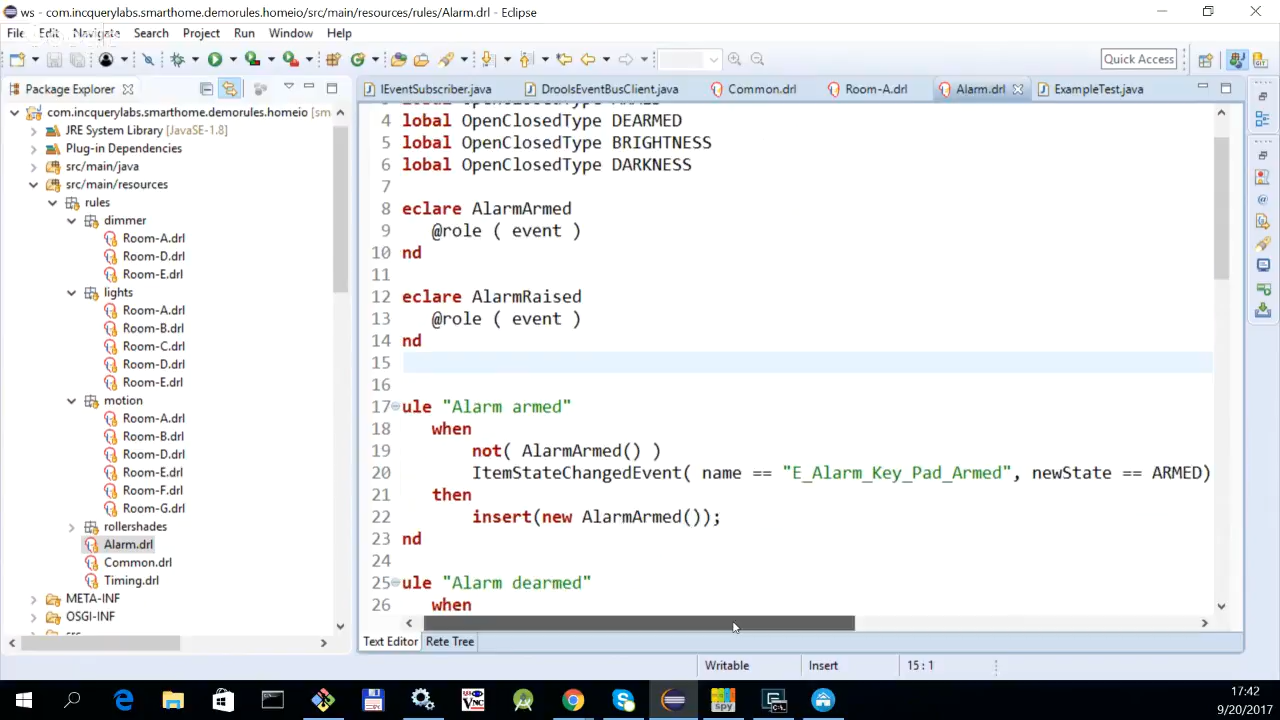 ws - com.incquerylabs.smarthome.demorules.homeio/src/main/resources/rules/Alarm.drl - Eclipse
File Edit Navigate Search Project Run Window Help
Quick Access
Package Explorer
IEventSubscriber.java DroolsEventBusClient.java Common.drl Room-A.drl Alarm.drl ExampleTest.java
com.incquerylabs.smarthome.demorules.homeio [sm
JRE System Library [JavaSE-1.8]
Plug-in Dependencies
src/main/java
src/main/resources
rules
dimmer
Room-A.drl
Room-D.drl
Room-E.drl
lights
Room-A.drl
Room-B.drl
Room-C.drl
Room-D.drl
Room-E.drl
motion
Room-A.drl
Room-B.drl
Room-D.drl
Room-E.drl
Room-F.drl
Room-G.drl
rollershades
Alarm.drl
Common.drl
Timing.drl
META-INF
OSGI-INF
4 lobal OpenClosedType DEARMED
5 lobal OpenClosedType BRIGHTNESS
6 lobal OpenClosedType DARKNESS
7
8 eclare AlarmArmed
9 @role ( event )
10 nd
11
12 eclare AlarmRaised
13 @role ( event )
14 nd
15
16
17 ule "Alarm armed"
18 when
19 not( AlarmArmed() )
20 ItemStateChangedEvent( name == "E_Alarm_Key_Pad_Armed", newState == ARMED)
21 then
22 insert(new AlarmArmed());
23 nd
24
25 ule "Alarm dearmed"
26 when
Text Editor Rete Tree
Writable Insert 15 : 1
17:42
9/20/2017